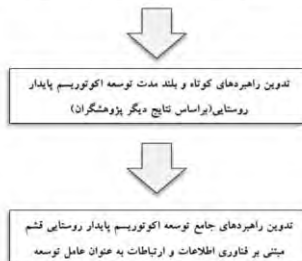 تدوین راهبردهای کوتاه و بلند مدت توسعه اکوتوریسم پایدار
روستایی(براساس نتایج دیگر پژوهشگران)
تدوین راهبردهای جامع توسعه اکوتوریسم پایدار روستایی قشم
مبتنی بر فناوری اطلاعات و ارتباطات به عنوان عامل توسعه